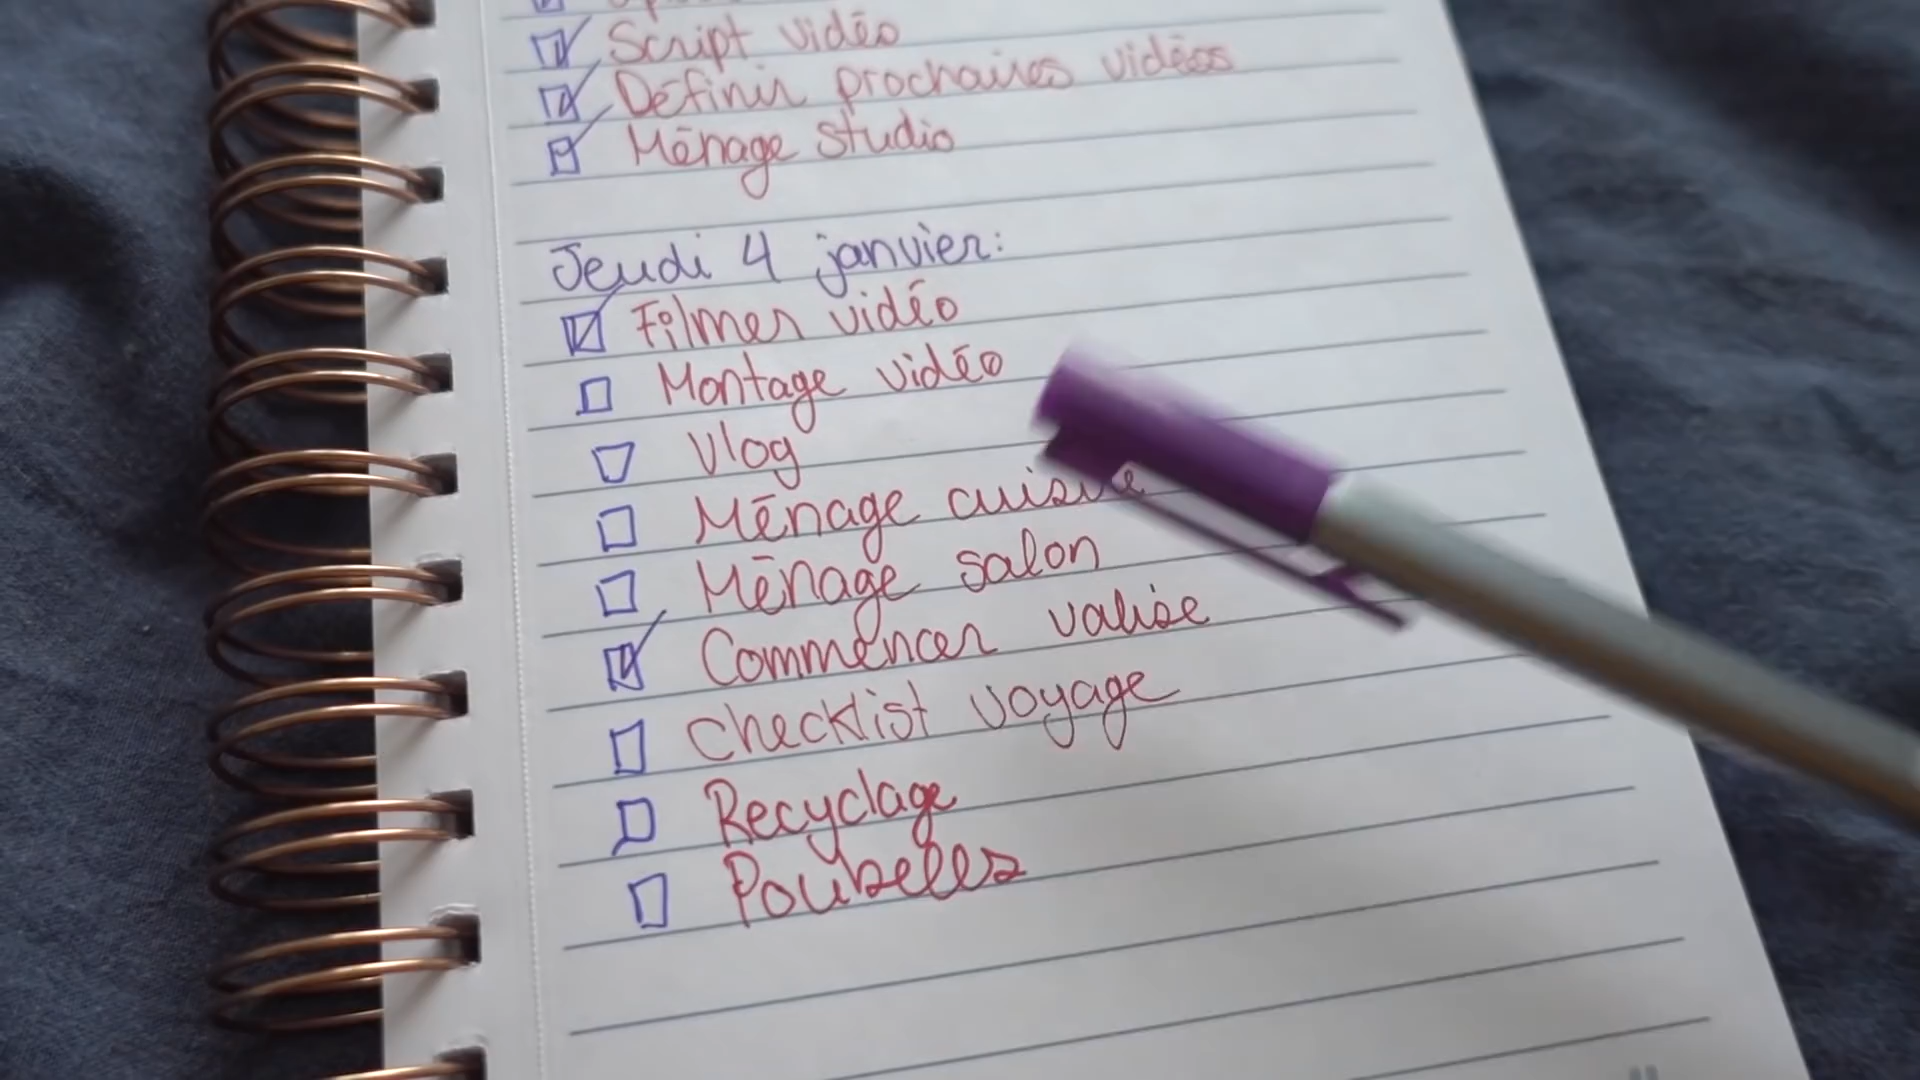 Script vidéo
Définir prochaines vidéos
Ménage studio
Jeudi 4 janvier:
Filmer vidéo
Montage vidéo
Vlog
Ménage cuisine
Ménage salon
Commencer valise
Checklist voyage
Recyclage
Poubelles